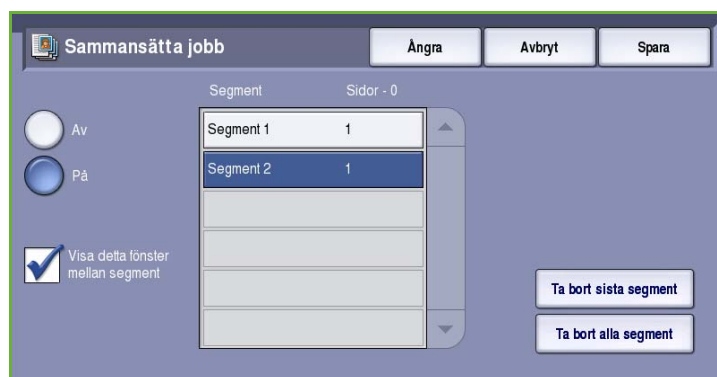 Sammansätta jobb
Ångra
Avbryt
Spara
Segment Sidor - 0
Av
På
Segment 1 1
Segment 2 1
Visa detta fönster
mellan segment
Ta bort sista segment
Ta bort alla segment